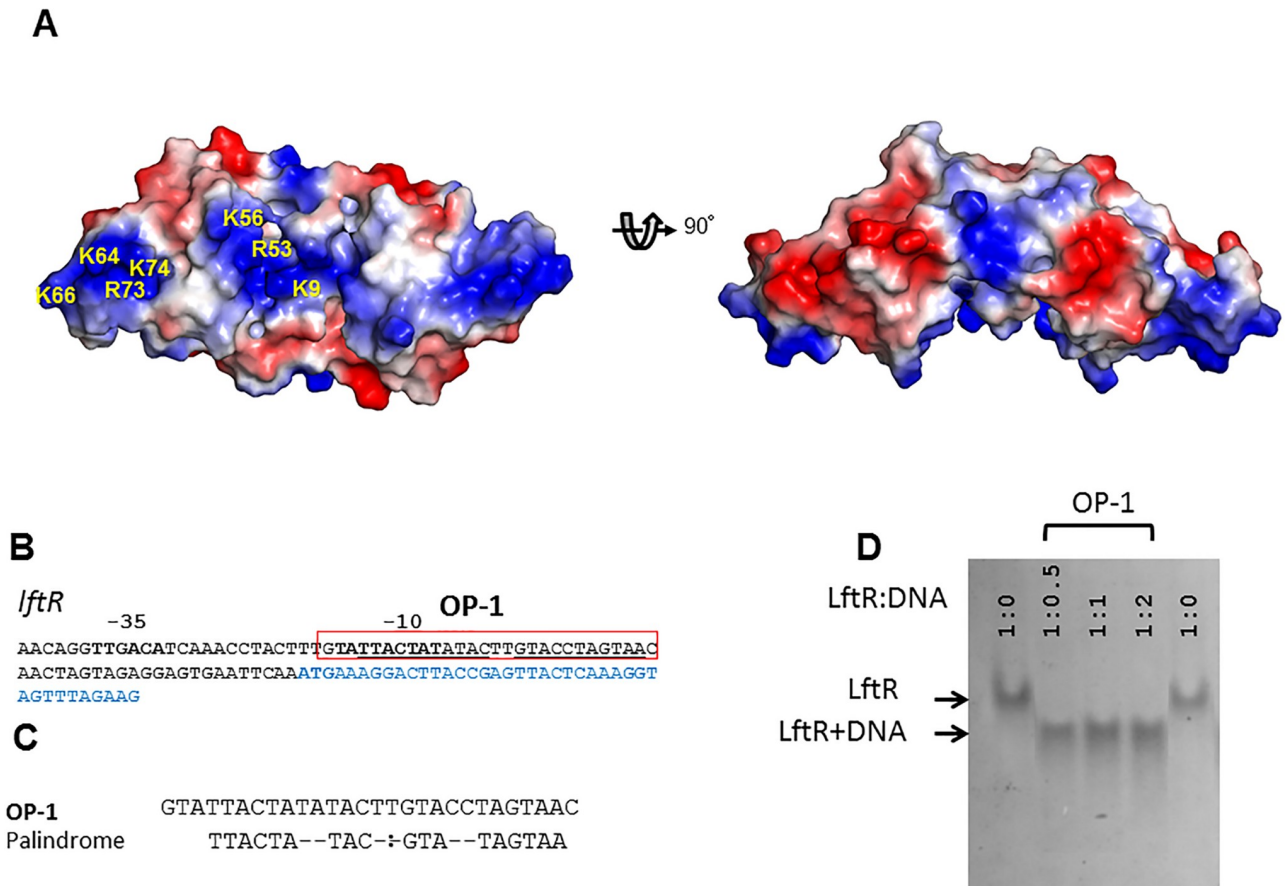 A
K56
K64
R53
K74
K66
R73
K9
90°
B
lftR
-35
-10
OP-1
AACAGGTTGACATCAAACCTACTTTGTATTACTATATACTTGTACCTAGTAAC
AACTAGTAGAGGAGTGAATTCAAATGAAAGGACTTACCGAGTTACTCAAAGGT
AGTTTAGAAG
C
OP-1 GTATTACTATATACTTGTACCTAGTAAC
Palindrome TTACTA--TAC-:-GTA--TAGTAA
D
OP-1
LftR:DNA 1:0 1:0.5 1:1 1:2 1:0
LftR
LftR+DNA